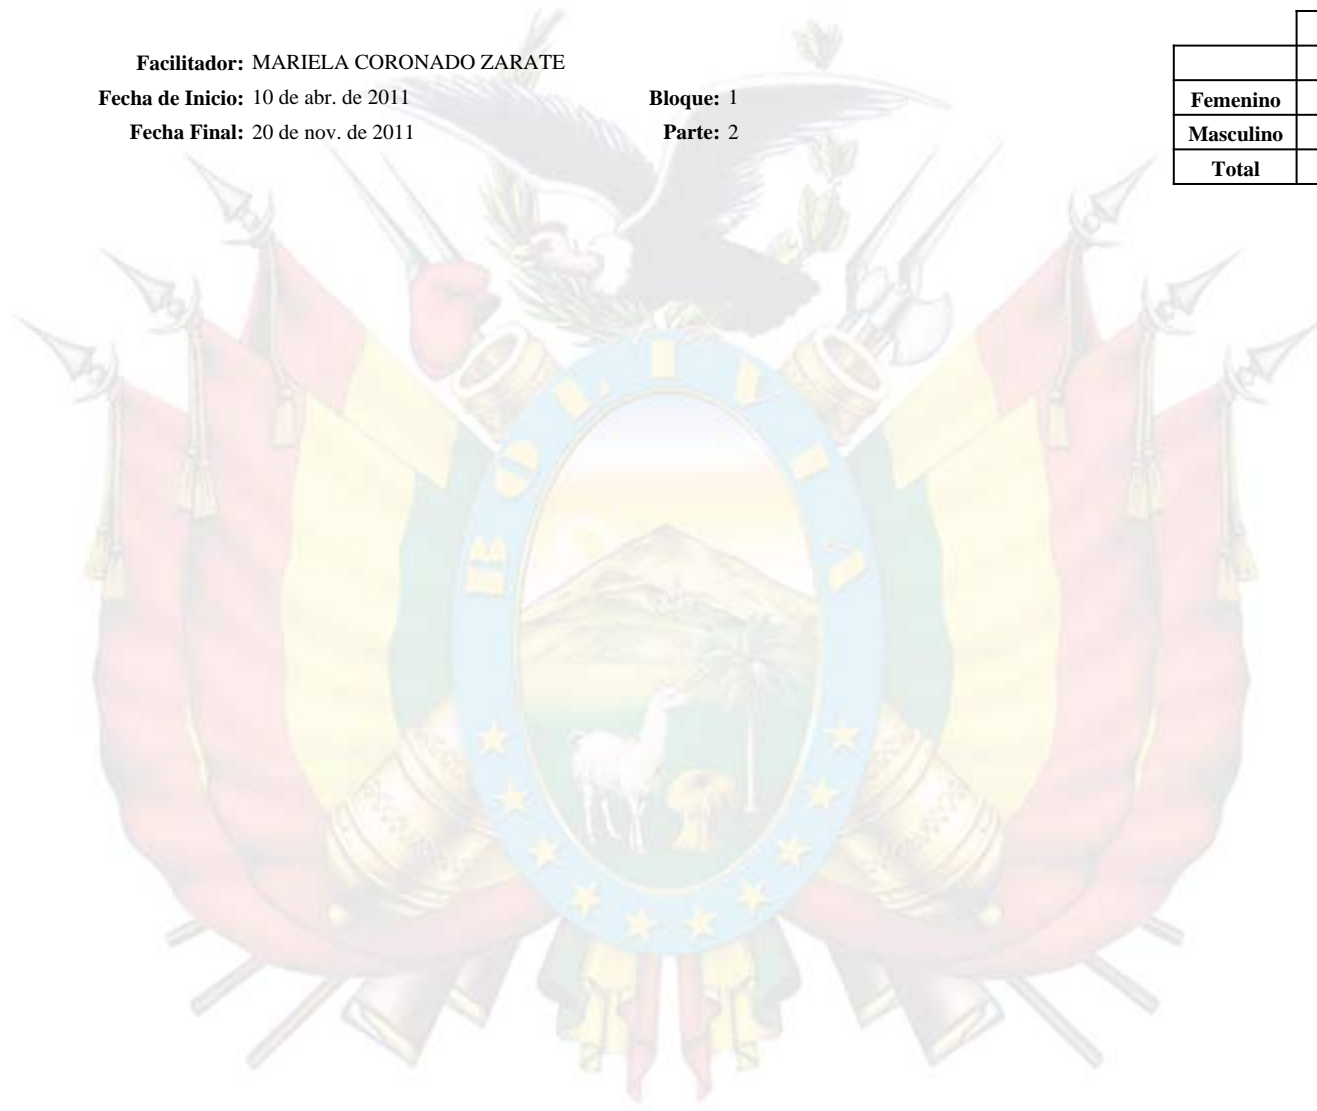 Facilitador: MARIELA CORONADO ZARATE
Fecha de Inicio: 10 de abr. de 2011 Bloque: 1
Fecha Final: 20 de nov. de 2011 Parte: 2
Femenino
Masculino
Total
BOLIVIA